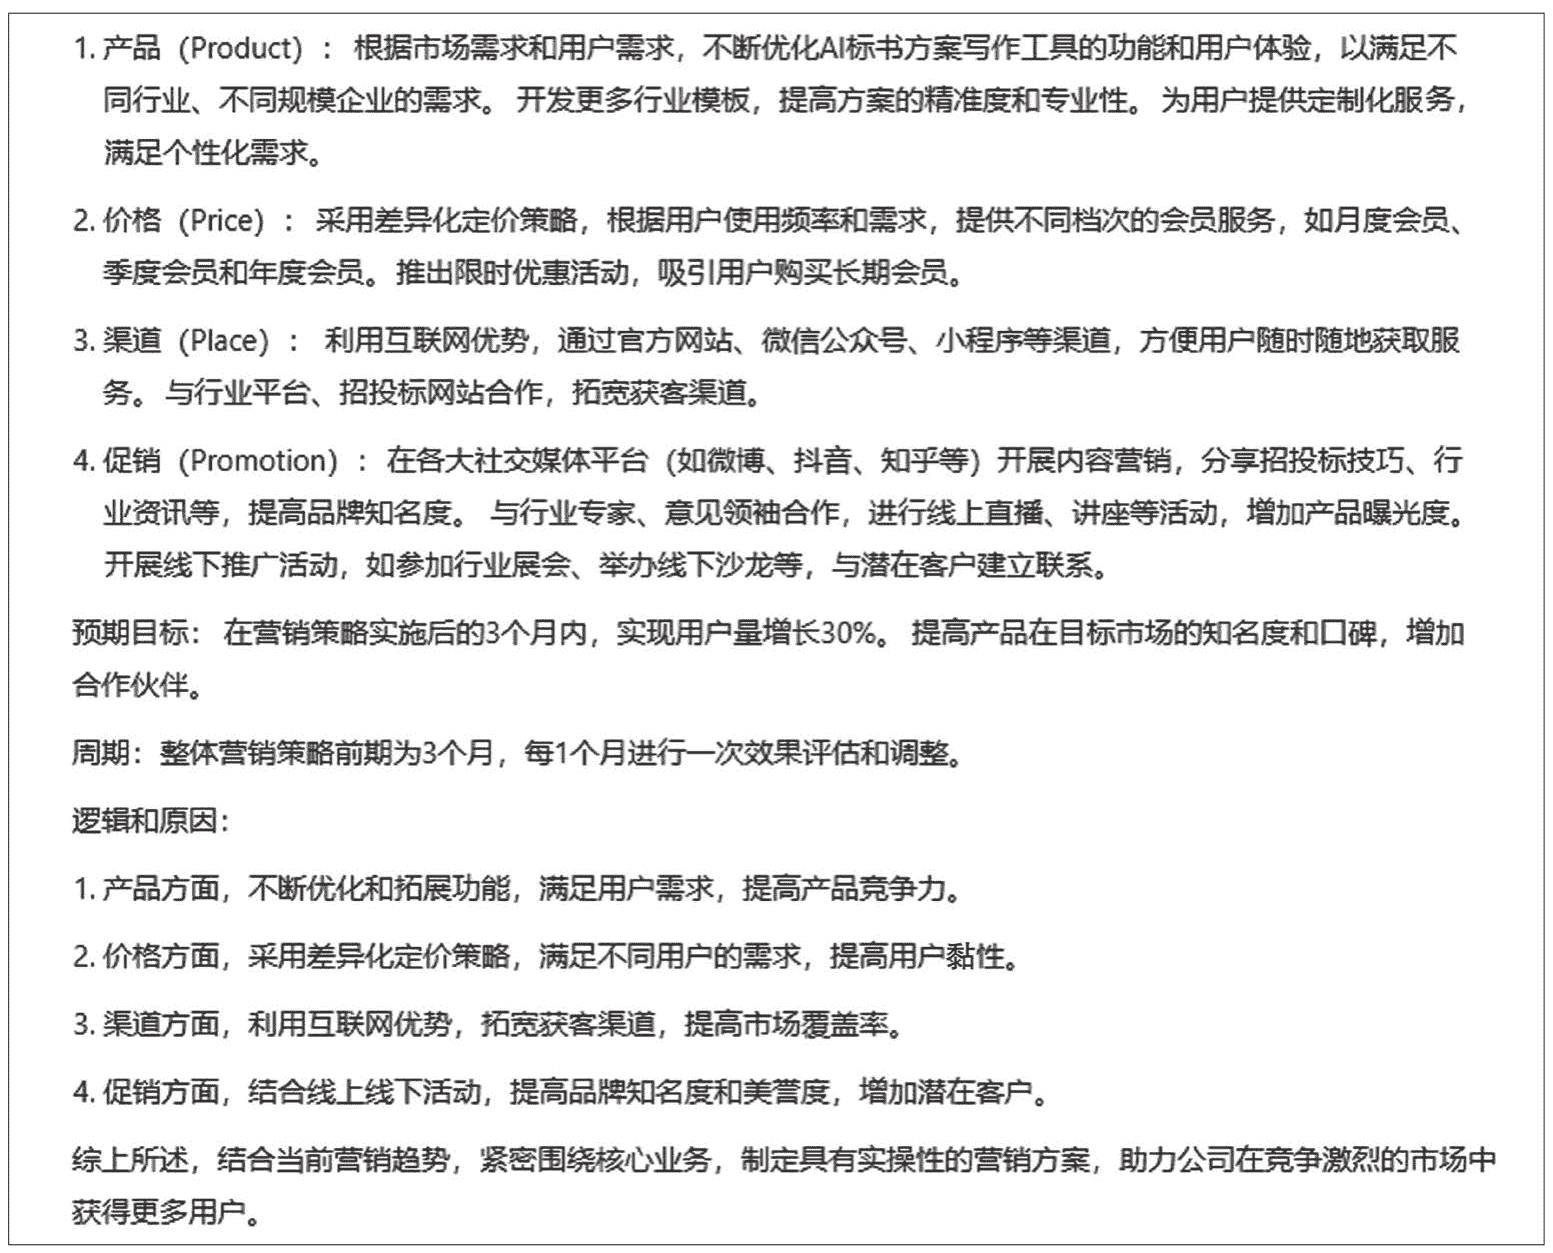 1. 产品（Product）： 根据市场需求和用户需求，不断优化AI标书方案写作工具的功能和用户体验，以满足不
同行业、不同规模企业的需求。 开发更多行业模板，提高方案的精准度和专业性。 为用户提供定制化服务，
满足个性化需求。
2. 价格（Price）： 采用差异化定价策略，根据用户使用频率和需求，提供不同档次的会员服务，如月度会员、
季度会员和年度会员。 推出限时优惠活动，吸引用户购买长期会员。
3. 渠道（Place）： 利用互联网优势，通过官方网站、微信公众号、小程序等渠道，方便用户随时随地获取服
务。 与行业平台、招投标网站合作，拓宽获客渠道。
4. 促销（Promotion）： 在各大社交媒体平台（如微博、抖音、知乎等）开展内容营销，分享招投标技巧、行
业资讯等，提高品牌知名度。 与行业专家、意见领袖合作，进行线上直播、讲座等活动，增加产品曝光度。
开展线下推广活动，如参加行业展会、举办线下沙龙等，与潜在客户建立联系。
预期目标： 在营销策略实施后的3个月内，实现用户量增长30%。 提高产品在目标市场的知名度和口碑，增加
合作伙伴。
周期：整体营销策略前期为3个月，每1个月进行一次效果评估和调整。
逻辑和原因：
1. 产品方面，不断优化和拓展功能，满足用户需求，提高产品竞争力。
2. 价格方面，采用差异化定价策略，满足不同用户的需求，提高用户黏性。
3. 渠道方面，利用互联网优势，拓宽获客渠道，提高市场覆盖率。
4. 促销方面，结合线上线下活动，提高品牌知名度和美誉度，增加潜在客户。
综上所述，结合当前营销趋势，紧密围绕核心业务，制定具有实操性的营销方案，助力公司在竞争激烈的市场中
获得更多用户。